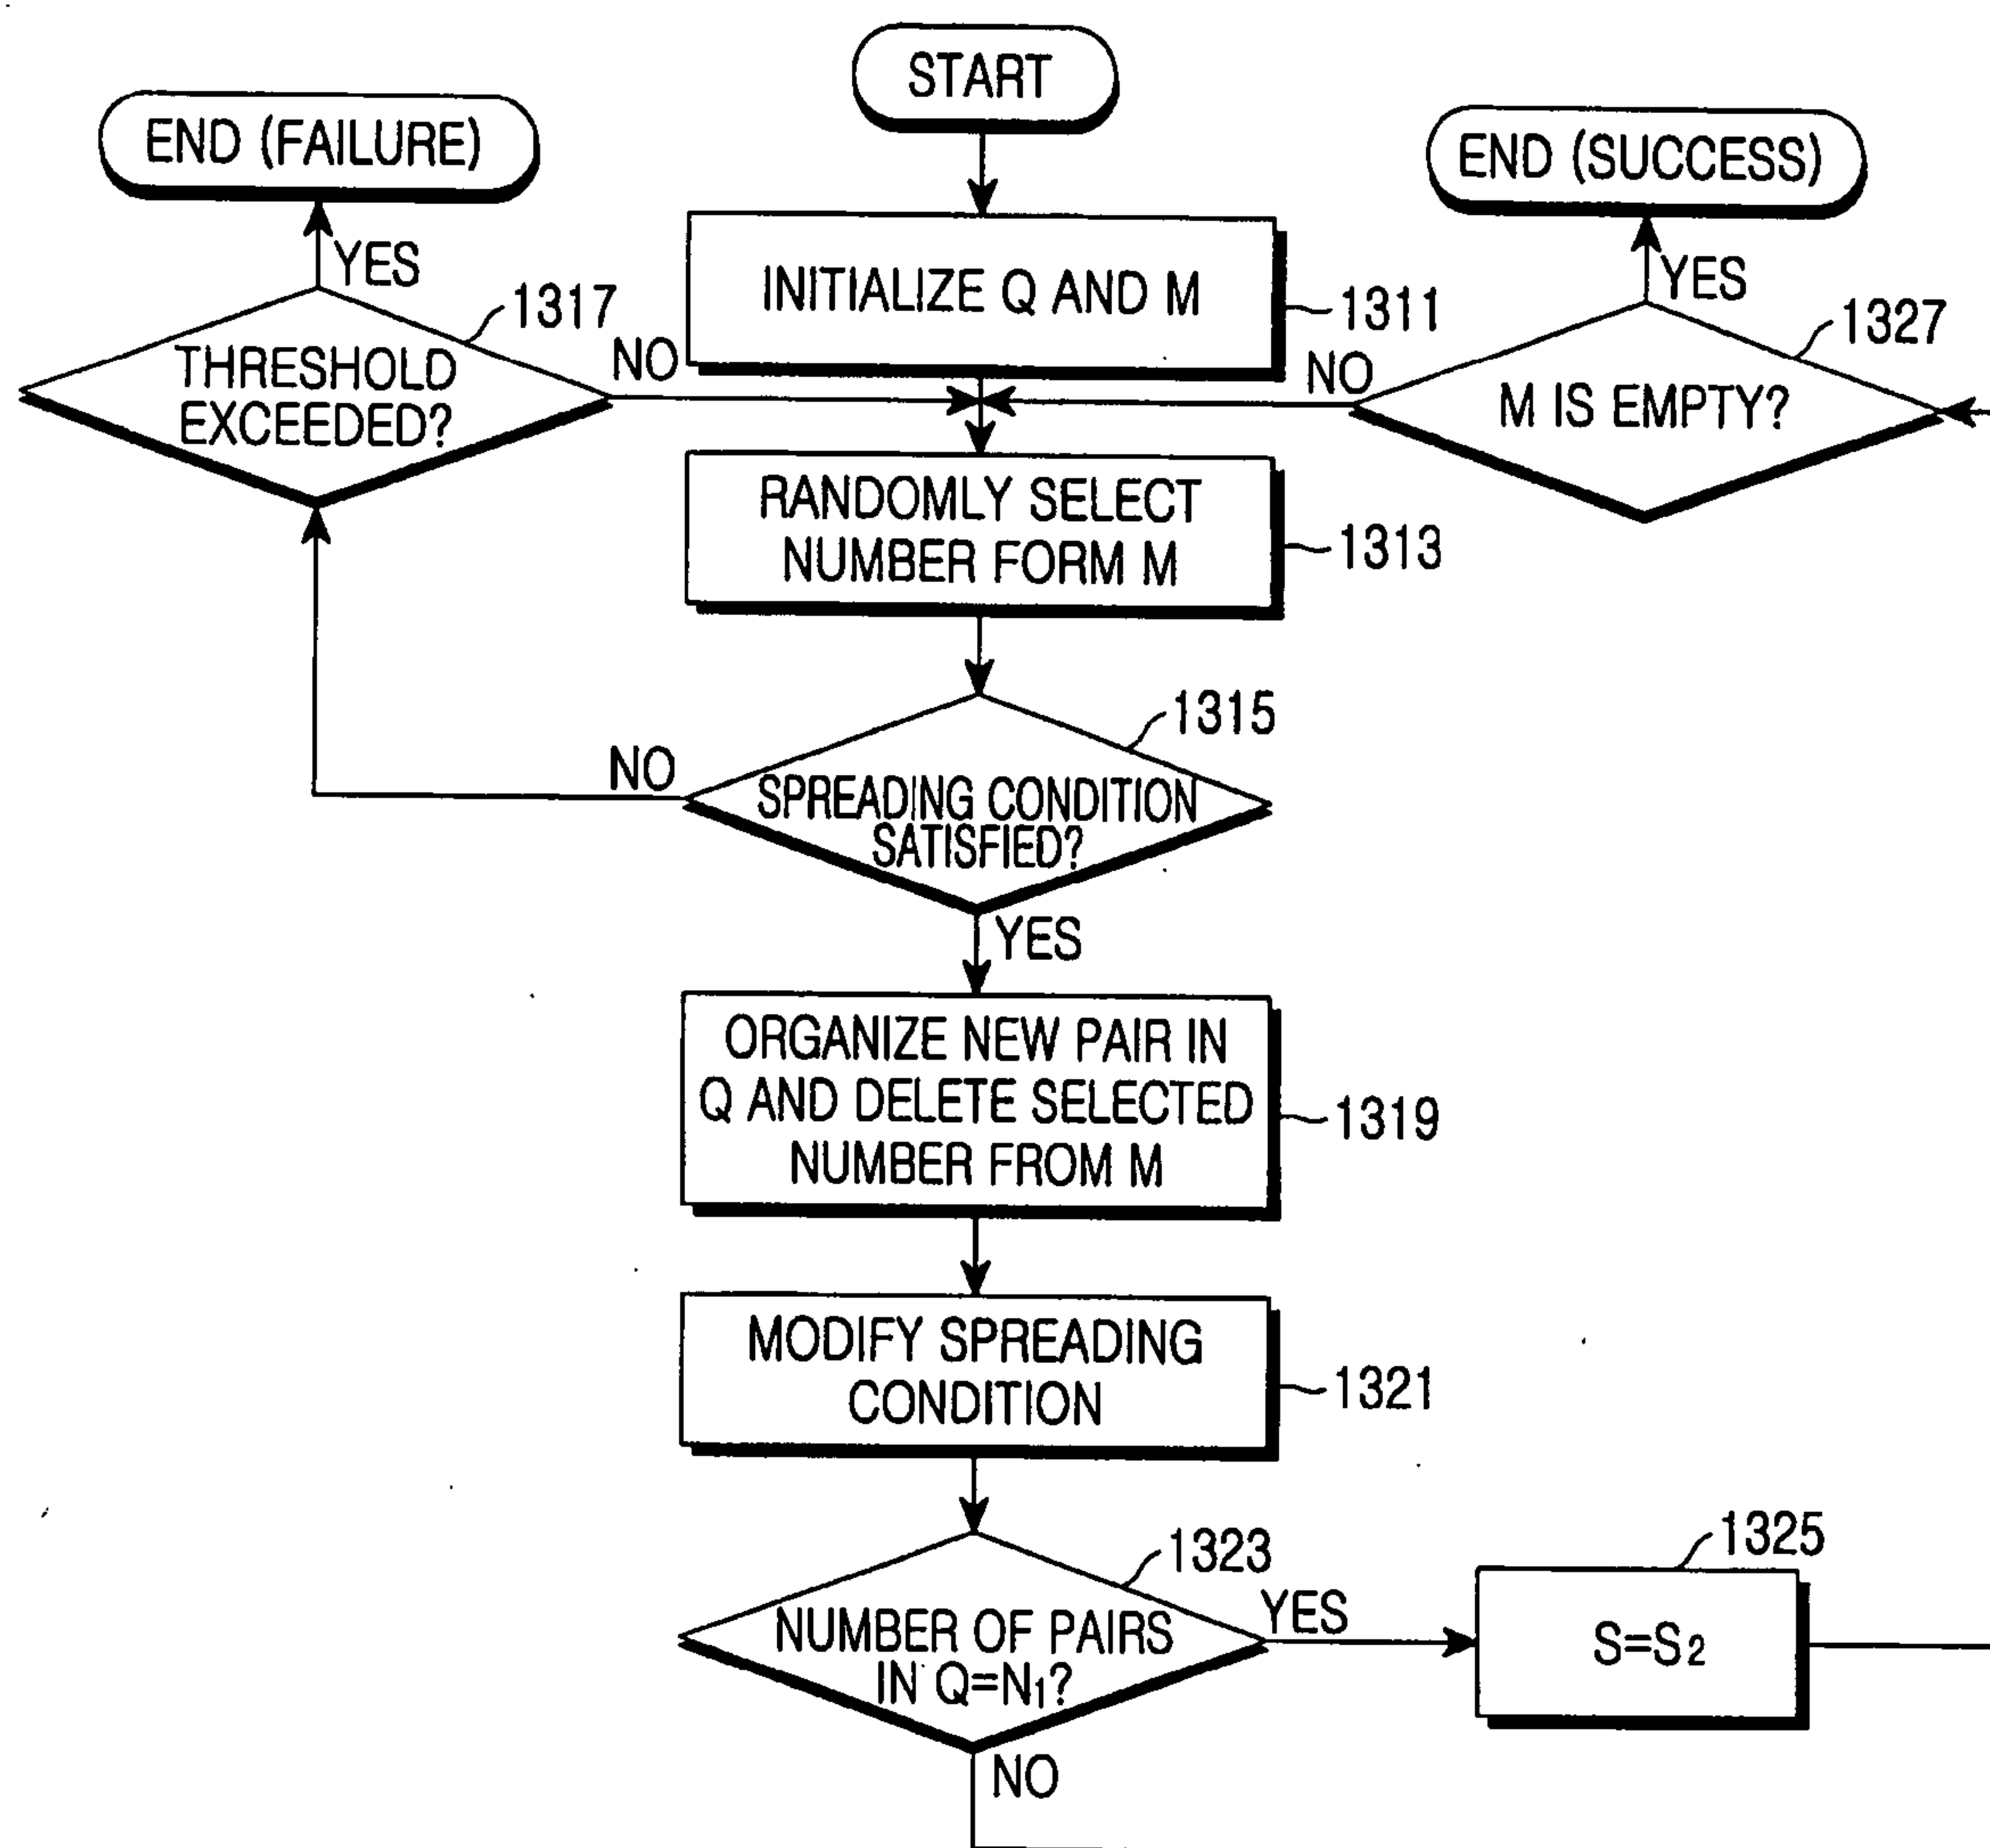 START
END (FAILURE)
END (SUCCESS)
YES
1317
THRESHOLD
EXCEEDED?
NO
INITIALIZE Q AND M
1311
YES
1327
NO
M IS EMPTY?
RANDOMLY SELECT
NUMBER FORM M
1313
1315
NO
SPREADING CONDITION
SATISFIED?
YES
ORGANIZE NEW PAIR IN
Q AND DELETE SELECTED
NUMBER FROM M
1319
MODIFY SPREADING
CONDITION
1321
1323
NUMBER OF PAIRS
IN Q=N₁?
YES
1325
S=S₂
NO